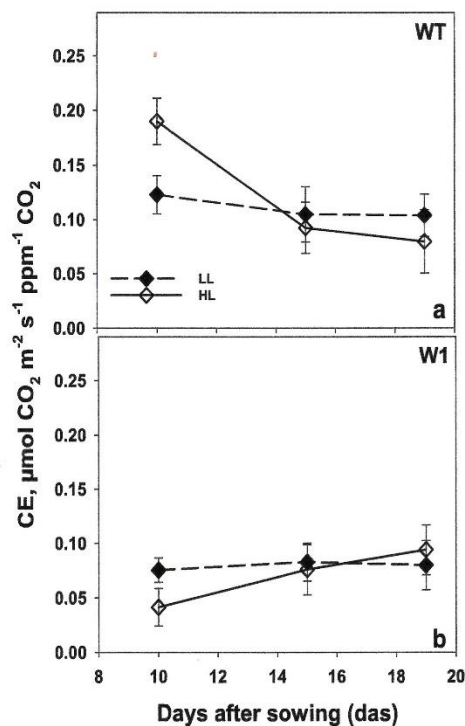 WT
0.25
0.20
0.15
0.10
0.05
0.00
LL
HL
a
W1
0.25
0.20
0.15
0.10
0.05
0.00
b
8 10 12 14 16 18 20
Days after sowing (das)
CE, µmol CO₂ m⁻² s⁻¹ ppm⁻¹ CO₂